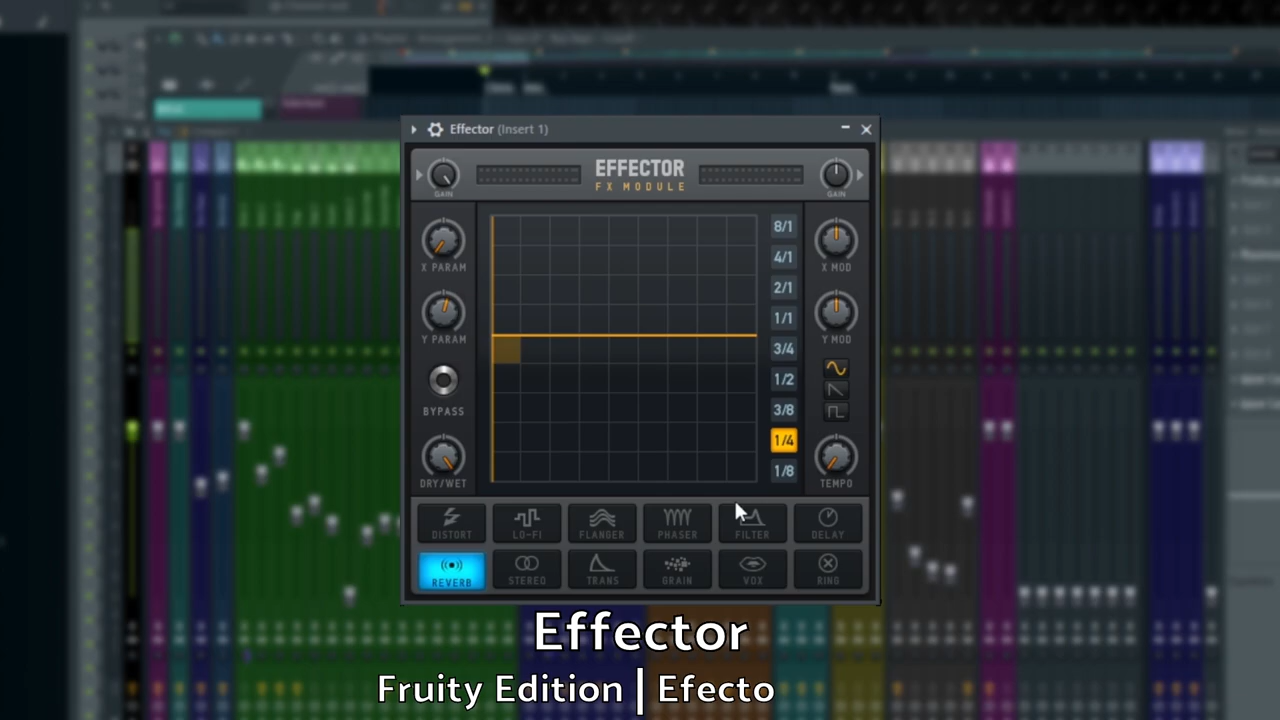 Effector (Insert 1)
EFFECTOR
FX MODULE
GAIN
GAIN
X PARAM
Y PARAM
BYPASS
DRY/WET
8/1
4/1
2/1
1/1
3/4
1/2
3/8
1/4
1/8
X MOD
Y MOD
TEMPO
DISTORT
LO-FI
FLANGER
PHASER
FILTER
DELAY
REVERB
STEREO
TRANS
GRAIN
VOX
RING
Effector
Fruity Edition | Efecto